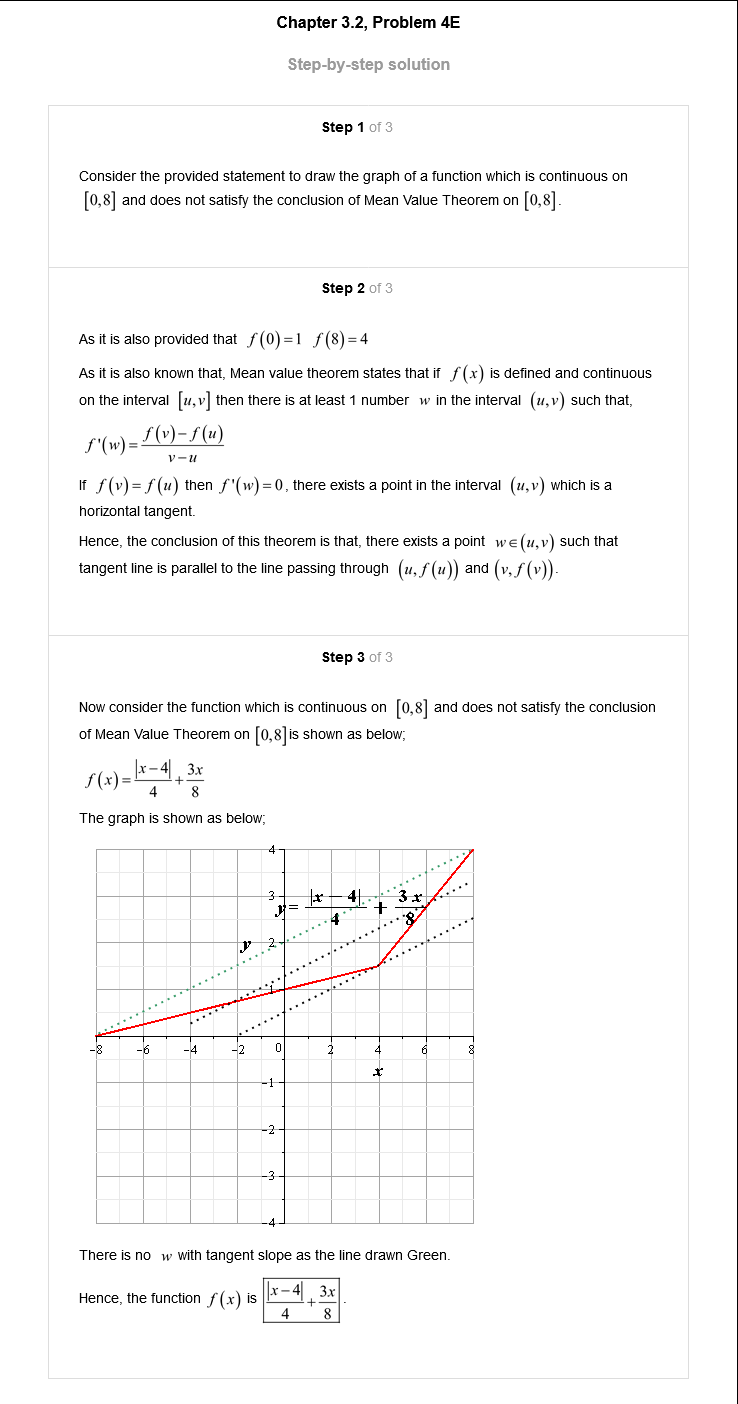 Chapter 3.2, Problem 4E
Step-by-step solution
Step 1 of 3
Consider the provided statement to draw the graph of a function which is continuous on
[0,8] and does not satisfy the conclusion of Mean Value Theorem on [0,8].
Step 2 of 3
As it is also provided that f(0)=1 f(8)=4
As it is also known that, Mean value theorem states that if f(x) is defined and continuous
on the interval [u,v] then there is at least 1 number w in the interval (u,v) such that,
f'(w)= f(v)−f(u) / v−u
If f(v)=f(u) then f'(w)=0, there exists a point in the interval (u,v) which is a
horizontal tangent.
Hence, the conclusion of this theorem is that, there exists a point w∈(u,v) such that
tangent line is parallel to the line passing through (u,f(u)) and (v,f(v)).
Step 3 of 3
Now consider the function which is continuous on [0,8] and does not satisfy the conclusion
of Mean Value Theorem on [0,8] is shown as below;
f(x)= |x−4| / 4 + 3x / 8
The graph is shown as below;
4
3
y= |x − 4| / 4 + 3 x / 8
y
2
1
-8 -6 -4 -2 0 2 4 6 8
x
-1
-2
-3
-4
There is no w with tangent slope as the line drawn Green.
Hence, the function f(x) is |x−4| / 4 + 3x / 8 .